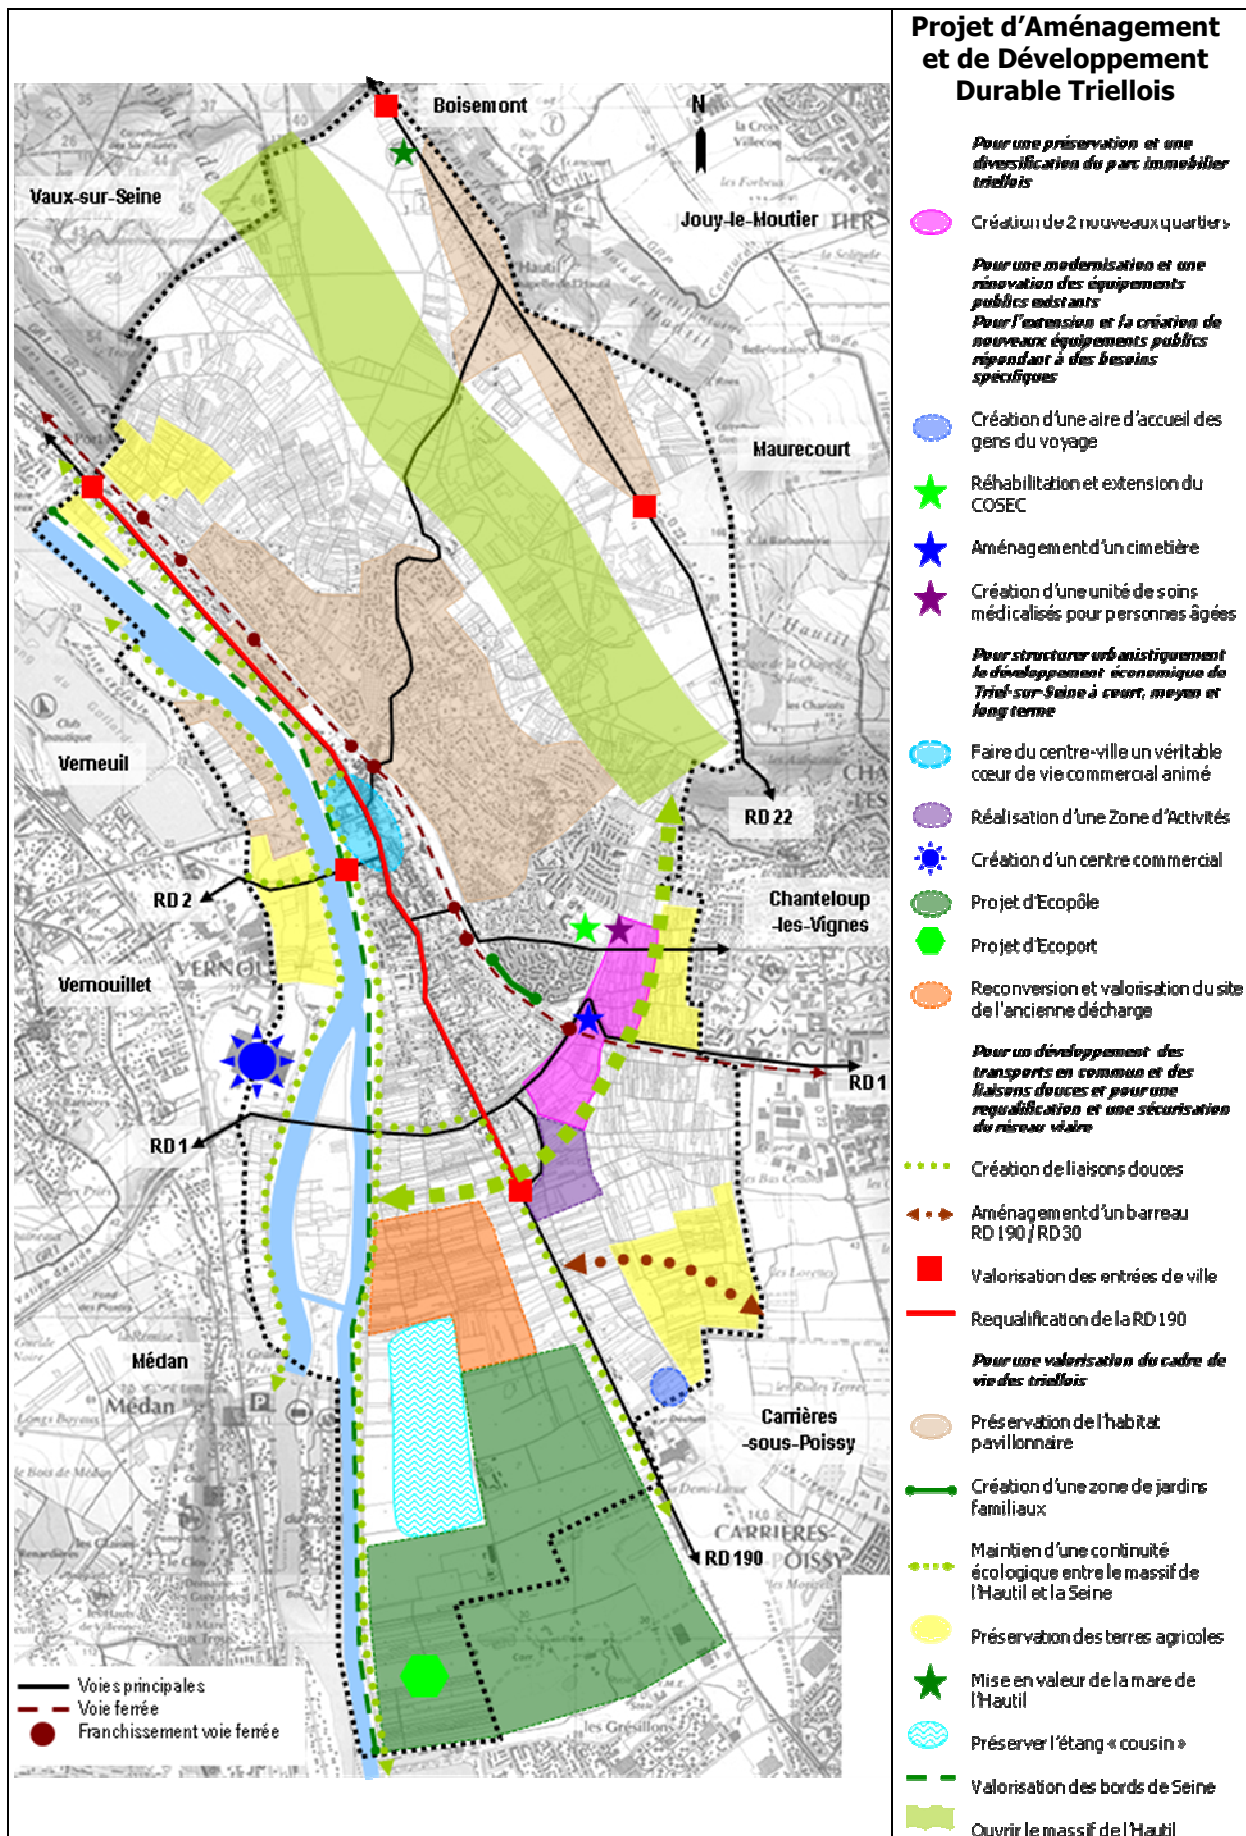 Projet d'Aménagement
et de Développement
Durable Triellois
Pour une préservation et une
diversification du parc immobilier
triellois
Création de 2 nouveaux quartiers
Pour une modernisation et une
rénovation des équipements
publics existants
Pour l'extension et la création de
nouveaux équipements publics
répondant à des besoins
spécifiques
Création d'une aire d'accueil des
gens du voyage
Réhabilitation et extension du
COSEC
Aménagement d'un cimetière
Création d'une unité de soins
médicalisés pour personnes âgées
Pour structurer urbanistiquement
le développement économique de
Triel-sur-Seine à court, moyen et
long terme
Faire du centre-ville un véritable
cœur de vie commercial animé
Réalisation d'une Zone d'Activités
Création d'un centre commercial
Projet d'Ecopôle
Projet d'Ecoport
Reconversion et valorisation du site
de l'ancienne décharge
Pour un développement des
transports en commun et des
liaisons douces et pour une
requalification et une sécurisation
du réseau viaire
Création de liaisons douces
Aménagement d'un barreau
RD 190 / RD 30
Valorisation des entrées de ville
Requalification de la RD 190
Pour une valorisation du cadre de
vie des triellois
Préservation de l'habitat
pavillonnaire
Création d'une zone de jardins
familiaux
Maintien d'une continuité
écologique entre le massif de
l'Hautil et la Seine
Préservation des terres agricoles
Mise en valeur de la mare de
l'Hautil
Préserver l'étang « cousin »
Valorisation des bords de Seine
Ouvrir le massif de l'Hautil
Boisemont
N
Vaux-sur-Seine
Jouy-le-Moutier
Maurecourt
Verneuil
RD 22
RD 2
Chanteloup
-les-Vignes
Vernouillet
VERNOU
RD 1
RD 1
Médan
Médan
Carrières
-sous-Poissy
CARRIÈRES-
POISSY
RD 190
les Grésillons
Voies principales
Voie ferrée
Franchissement voie ferrée